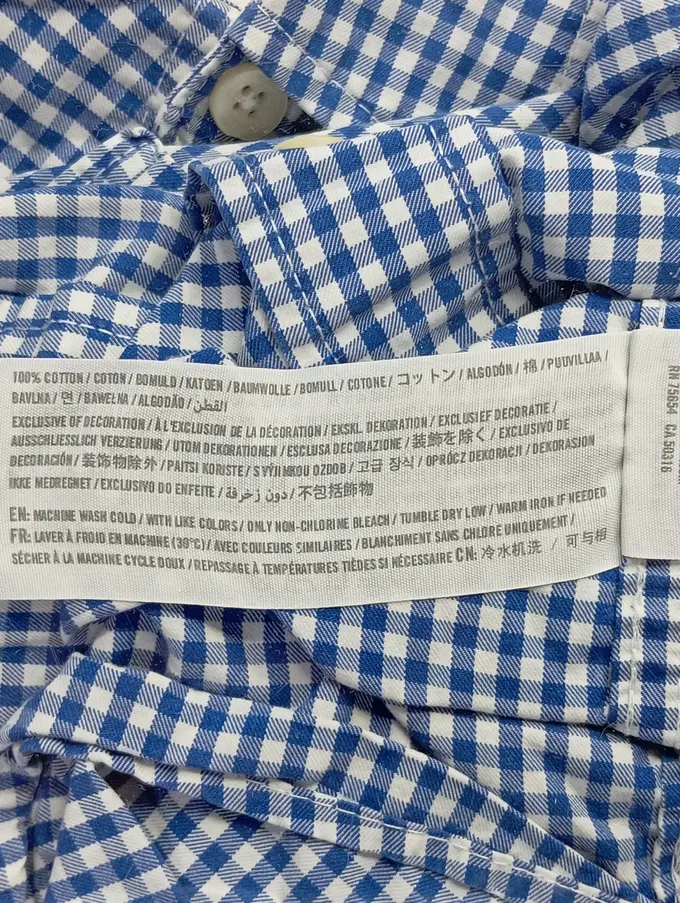 100% COTTON / COTON / BOMULD / KATOEN / BAUMWOLLE / BOMULL / COTONE / コットン / ALGODÓN / 棉 / PUUVILLAA /
BAVLNA / 면 / BAWEŁNA / ALGODÃO / القطن
EXCLUSIVE OF DECORATION / À L'EXCLUSION DE LA DÉCORATION / EKSKL. DEKORATION / EXCLUSIEF DECORATIE /
AUSSCHLIESSLICH VERZIERUNG / UTOM DEKORATIONEN / ESCLUSA DECORAZIONE / 装飾を除く / EXCLUSIVO DE
DECORACIÓN / 装饰物除外 / PAITSI KORISTE / S VÝJIMKOU OZDOB / 고급 장식 / OPRÓCZ DEKORACJI / DEKORASJON
IKKE MEDREGNET / EXCLUSIVO DO ENFEITE / دون زخرفة / 不包括飾物
EN: MACHINE WASH COLD / WITH LIKE COLORS / ONLY NON-CHLORINE BLEACH / TUMBLE DRY LOW / WARM IRON IF NEEDED
FR: LAVER À FROID EN MACHINE (30°C) / AVEC COULEURS SIMILAIRES / BLANCHIMENT SANS CHLORE UNIQUEMENT /
SÉCHER À LA MACHINE CYCLE DOUX / REPASSAGE À TEMPÉRATURES TIÈDES SI NÉCESSAIRE CN: 冷水机洗 / 可与相
RN 75654 CA 50316